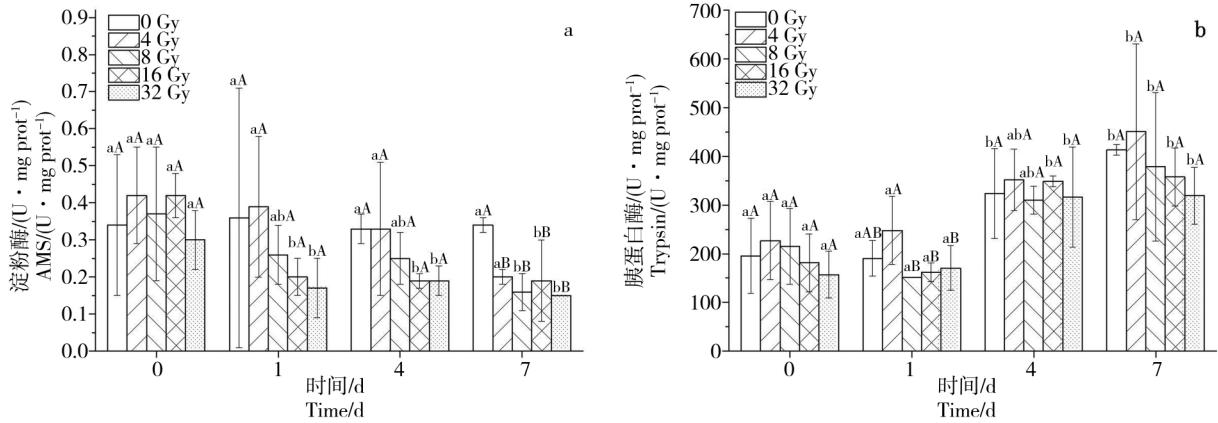 a
0 Gy
4 Gy
8 Gy
16 Gy
32 Gy
淀粉酶/(U·mg prot⁻¹)
AMS/(U·mg prot⁻¹)
0.9
0.8
0.7
0.6
0.5
0.4
0.3
0.2
0.1
0.0
aA aA aA aA aA
aA aA abA bA bA
aA aA abA bA bA
aA aB bB bB bB
0 1 4 7
时间/d
Time/d
b
0 Gy
4 Gy
8 Gy
16 Gy
32 Gy
胰蛋白酶/(U·mg prot⁻¹)
Trypsin/(U·mg prot⁻¹)
700
600
500
400
300
200
100
0
aA aA aA aA aA
aAB aA aB aB aB
bA abA abA bA bA
bA bA bA bA bA
0 1 4 7
时间/d
Time/d